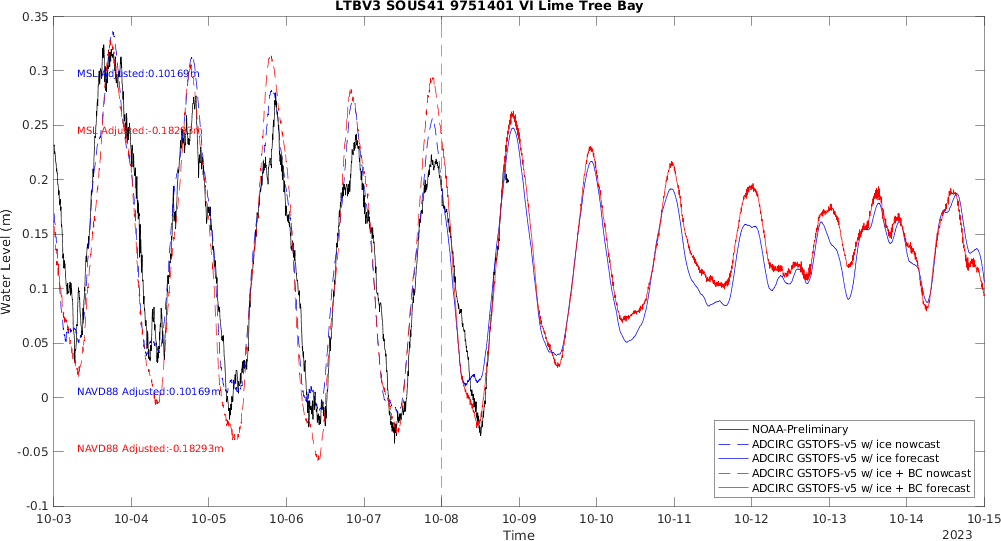 LTBV3 SOUS41 9751401 VI Lime Tree Bay
0.35
0.3
0.25
0.2
0.15
0.1
0.05
0
-0.05
-0.1
Water Level (m)
MSL Adjusted:0.10169m
MSL Adjusted:-0.18293m
NAVD88 Adjusted:0.10169m
NAVD88 Adjusted:-0.18293m
NOAA-Preliminary
ADCIRC GSTOFS-v5 w/ ice nowcast
ADCIRC GSTOFS-v5 w/ ice forecast
ADCIRC GSTOFS-v5 w/ ice + BC nowcast
ADCIRC GSTOFS-v5 w/ ice + BC forecast
10-03 10-04 10-05 10-06 10-07 10-08 10-09 10-10 10-11 10-12 10-13 10-14 10-15
Time
2023